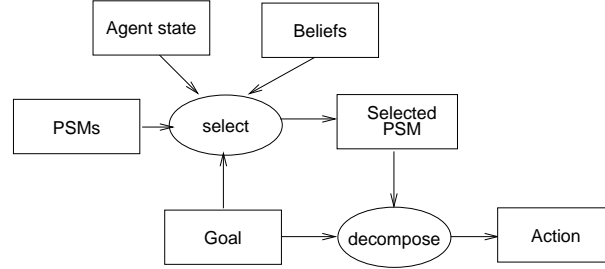 Agent state
Beliefs
PSMs
select
Selected
PSM
Goal
decompose
Action